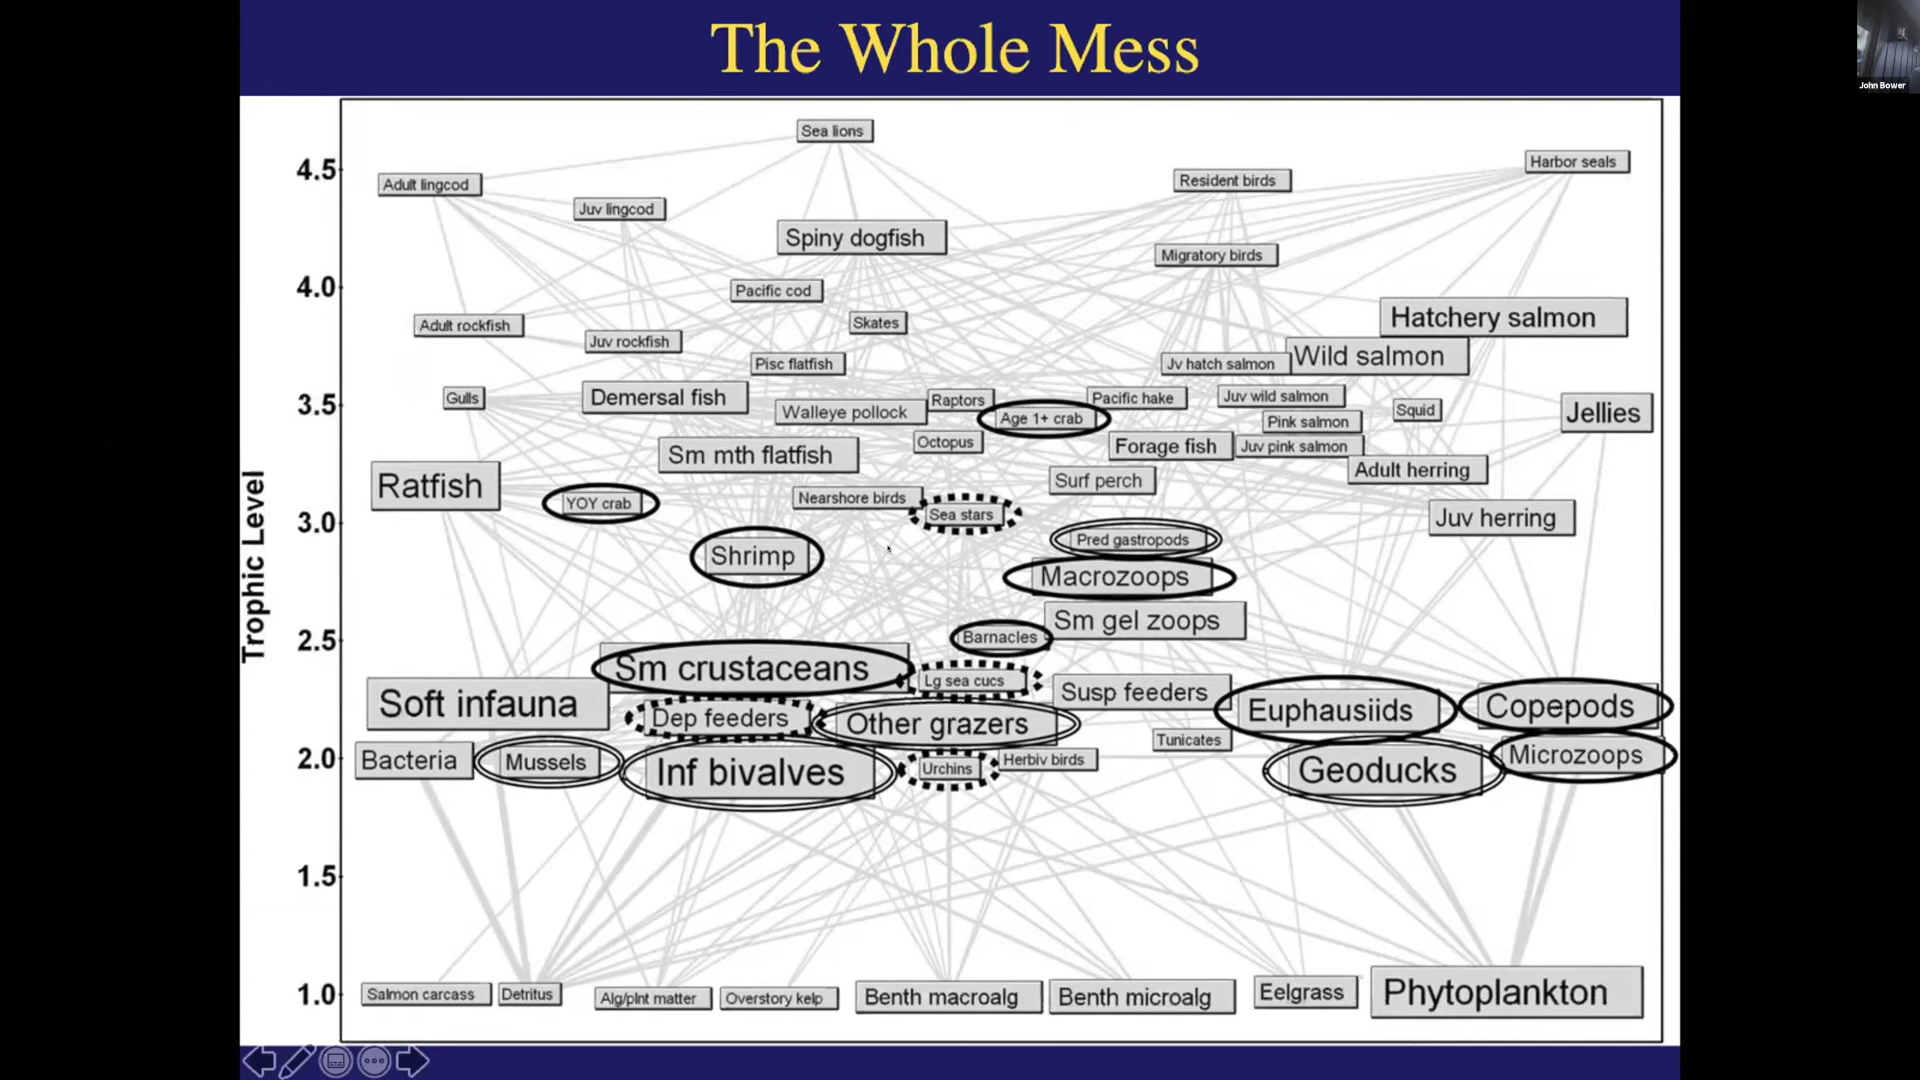 The Whole Mess
John Bower
Sea lions
4.5
Harbor seals
Adult lingcod
Resident birds
Juv lingcod
Spiny dogfish
Migratory birds
4.0
Pacific cod
Hatchery salmon
Adult rockfish
Skates
Juv rockfish
Wild salmon
Pisc flatfish
Jv hatch salmon
3.5
Gulls
Demersal fish
Raptors
Pacific hake
Juv wild salmon
Walleye pollock
Age 1+ crab
Squid
Jellies
Pink salmon
Octopus
Forage fish
Juv pink salmon
Sm mth flatfish
Adult herring
Ratfish
Surf perch
Trophic Level
YOY crab
Nearshore birds
Sea stars
Juv herring
3.0
Pred gastropods
Shrimp
Macrozoops
Sm gel zoops
2.5
Barnacles
Sm crustaceans
Lg sea cucs
Soft infauna
Susp feeders
Euphausiids
Copepods
Dep feeders
Other grazers
Tunicates
2.0
Bacteria
Mussels
Inf bivalves
Urchins
Herbiv birds
Geoducks
Microzoops
1.5
1.0
Salmon carcass
Detritus
Alg/plnt matter
Overstory kelp
Benth macroalg
Benth microalg
Eelgrass
Phytoplankton